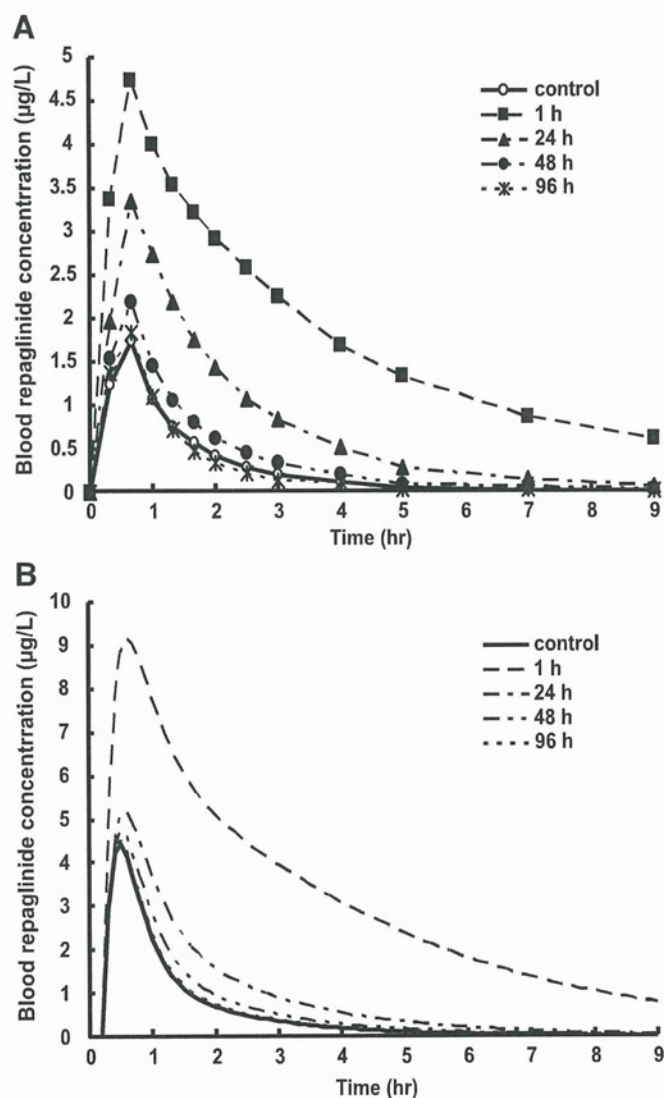 A
Blood repaglinide concentrration (µg/L)
5
4.5
4
3.5
3
2.5
2
1.5
1
0.5
0
control
1 h
24 h
48 h
96 h
0 1 2 3 4 5 6 7 8 9
Time (hr)
B
Blood repaglinide concentrration (µg/L)
10
9
8
7
6
5
4
3
2
1
0
control
1 h
24 h
48 h
96 h
0 1 2 3 4 5 6 7 8 9
Time (hr)